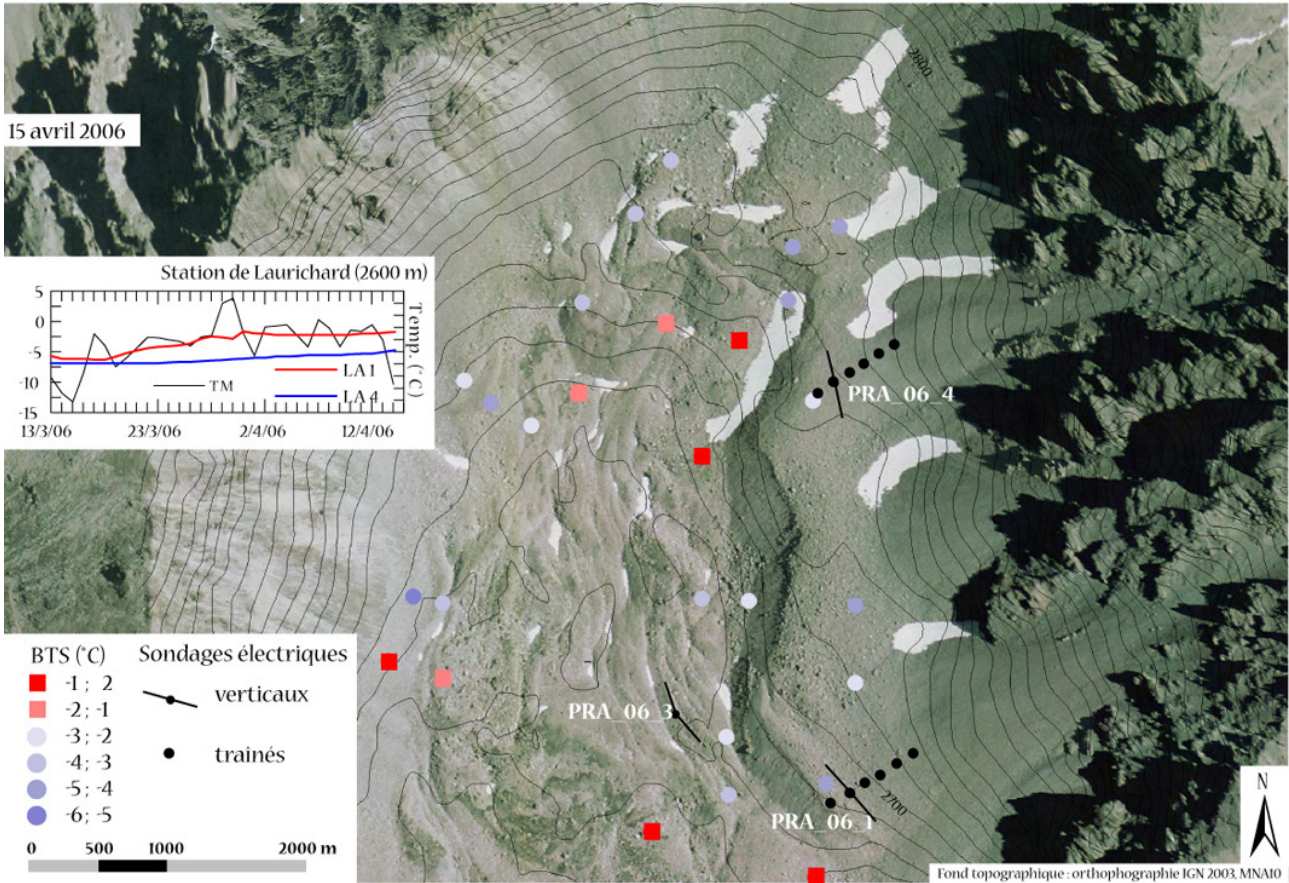 2800
15 avril 2006
Station de Laurichard (2600 m)
5
0
-5
-10
-15
Temp. (°C)
TM
LA 1
LA 4
13/3/06
23/3/06
2/4/06
12/4/06
PRA_06_4
BTS (°C)
-1 ; 2
-2 ; -1
-3 ; -2
-4 ; -3
-5 ; -4
-6 ; -5
Sondages électriques
verticaux
traînés
PRA_06_3
2700
PRA_06_1
0
500
1000
2000 m
N
Fond topographique : orthophographie IGN 2003, MNA10